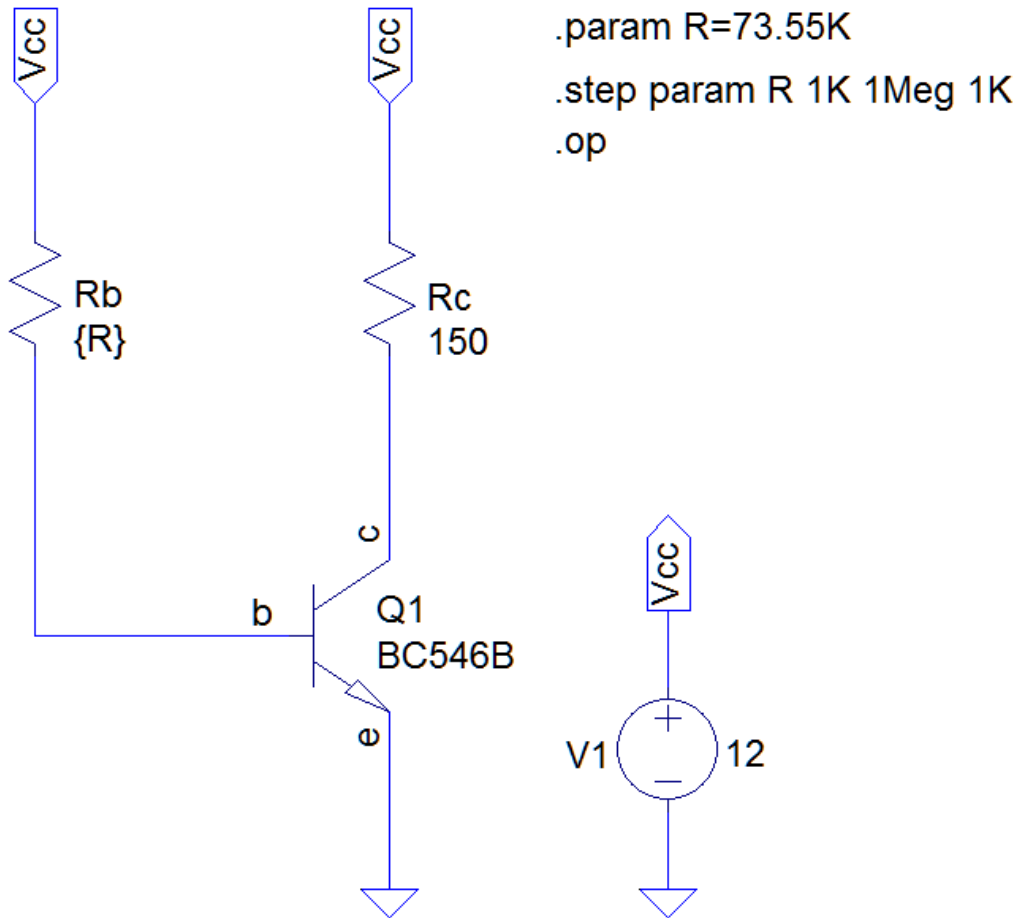 Vcc
Vcc
.param R=73.55K
.step param R 1K 1Meg 1K
.op
Rb
{R}
Rc
150
c
b
Q1
BC546B
e
Vcc
V1
12